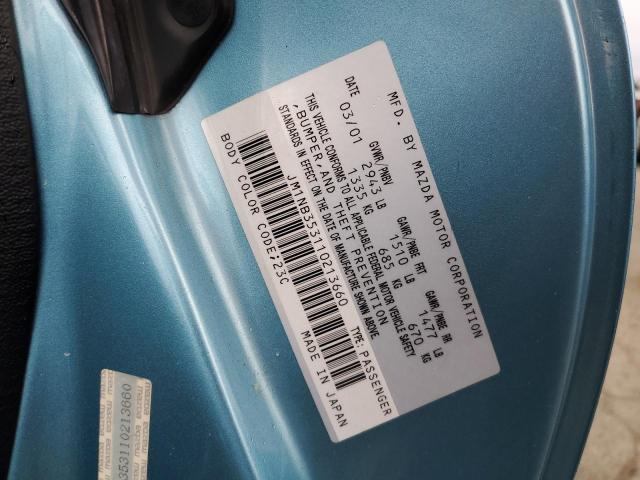 MFD. BY MAZDA MOTOR CORPORATION
DATE GVWR/PNBV GAWR/PNBE FRT GAWR/PNBE RR
03/01 2943 LB 1510 LB 1477 LB
1335 KG 685 KG 670 KG
THIS VEHICLE CONFORMS TO ALL APPLICABLE FEDERAL MOTOR VEHICLE SAFETY
, BUMPER, AND THEFT PREVENTION
STANDARDS IN EFFECT ON THE DATE OF MANUFACTURE SHOWN ABOVE.
JM1NB353110213660 TYPE: PASSENGER
BODY COLOR CODE;23C MADE IN JAPAN
353110213660